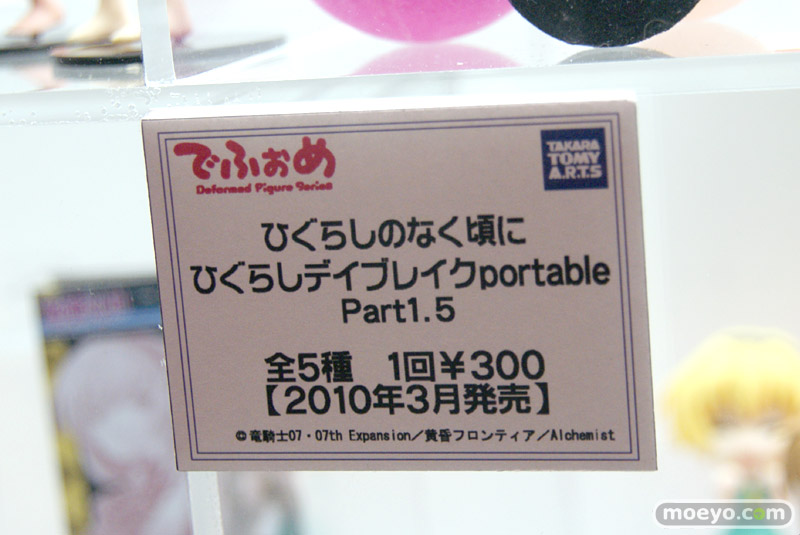 でふぉめ
Deformed Figure Series
TAKARA
TOMY
A.R.T.S
ひぐらしのなく頃に
ひぐらしデイブレイクportable
Part1.5
全5種 1回¥300
【2010年3月発売】
©竜騎士07・07th Expansion／黄昏フロンティア／Alchemist
moeyo.com